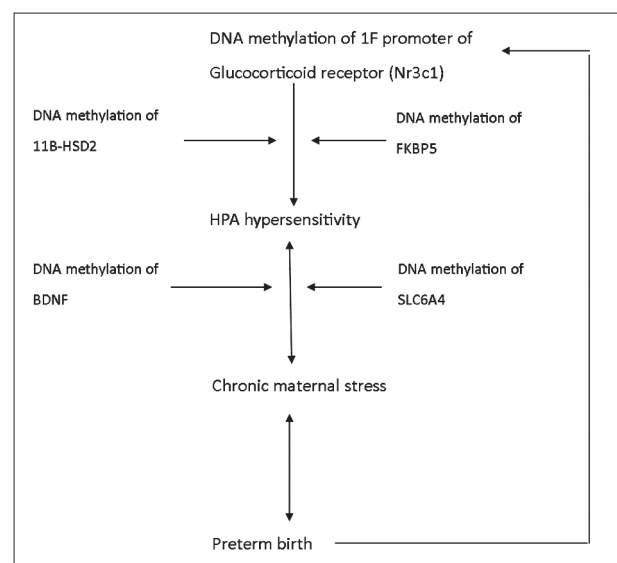 DNA methylation of 1F promoter of
Glucocorticoid receptor (Nr3c1)
DNA methylation of
11B-HSD2
DNA methylation of
FKBP5
HPA hypersensitivity
DNA methylation of
BDNF
DNA methylation of
SLC6A4
Chronic maternal stress
Preterm birth